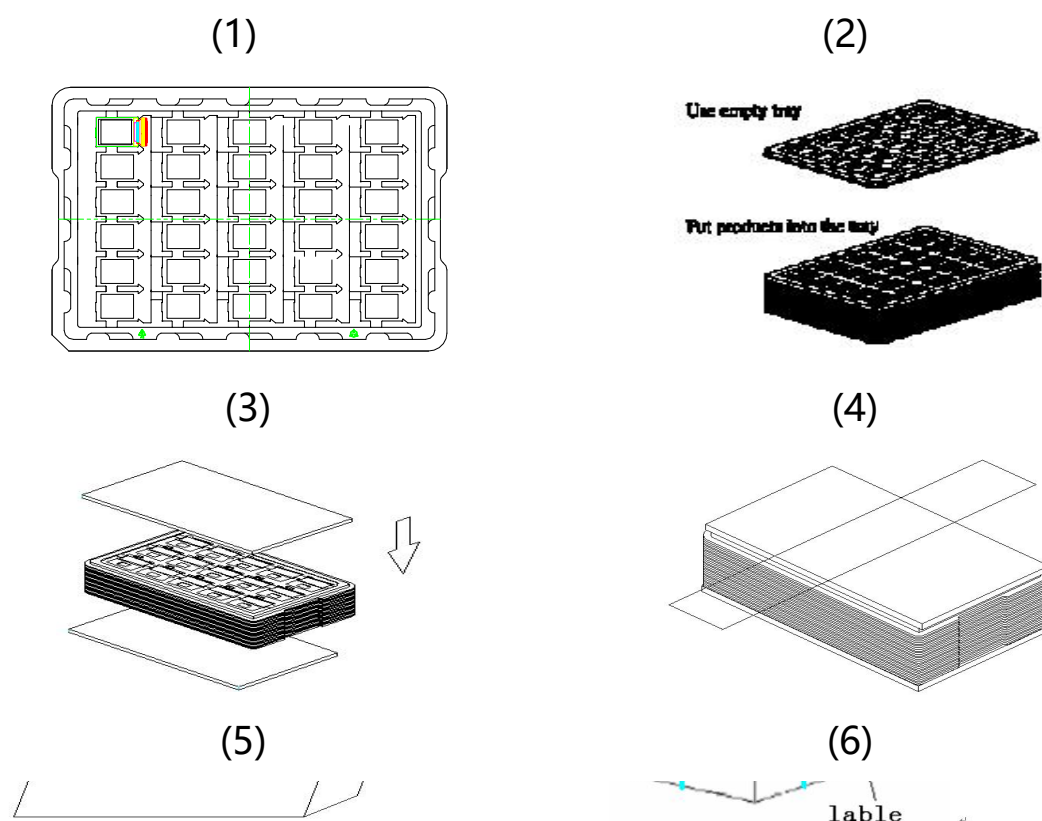 (1)
(2)
Use empty tray
Put products into the tray
(3)
(4)
(5)
(6)
lable